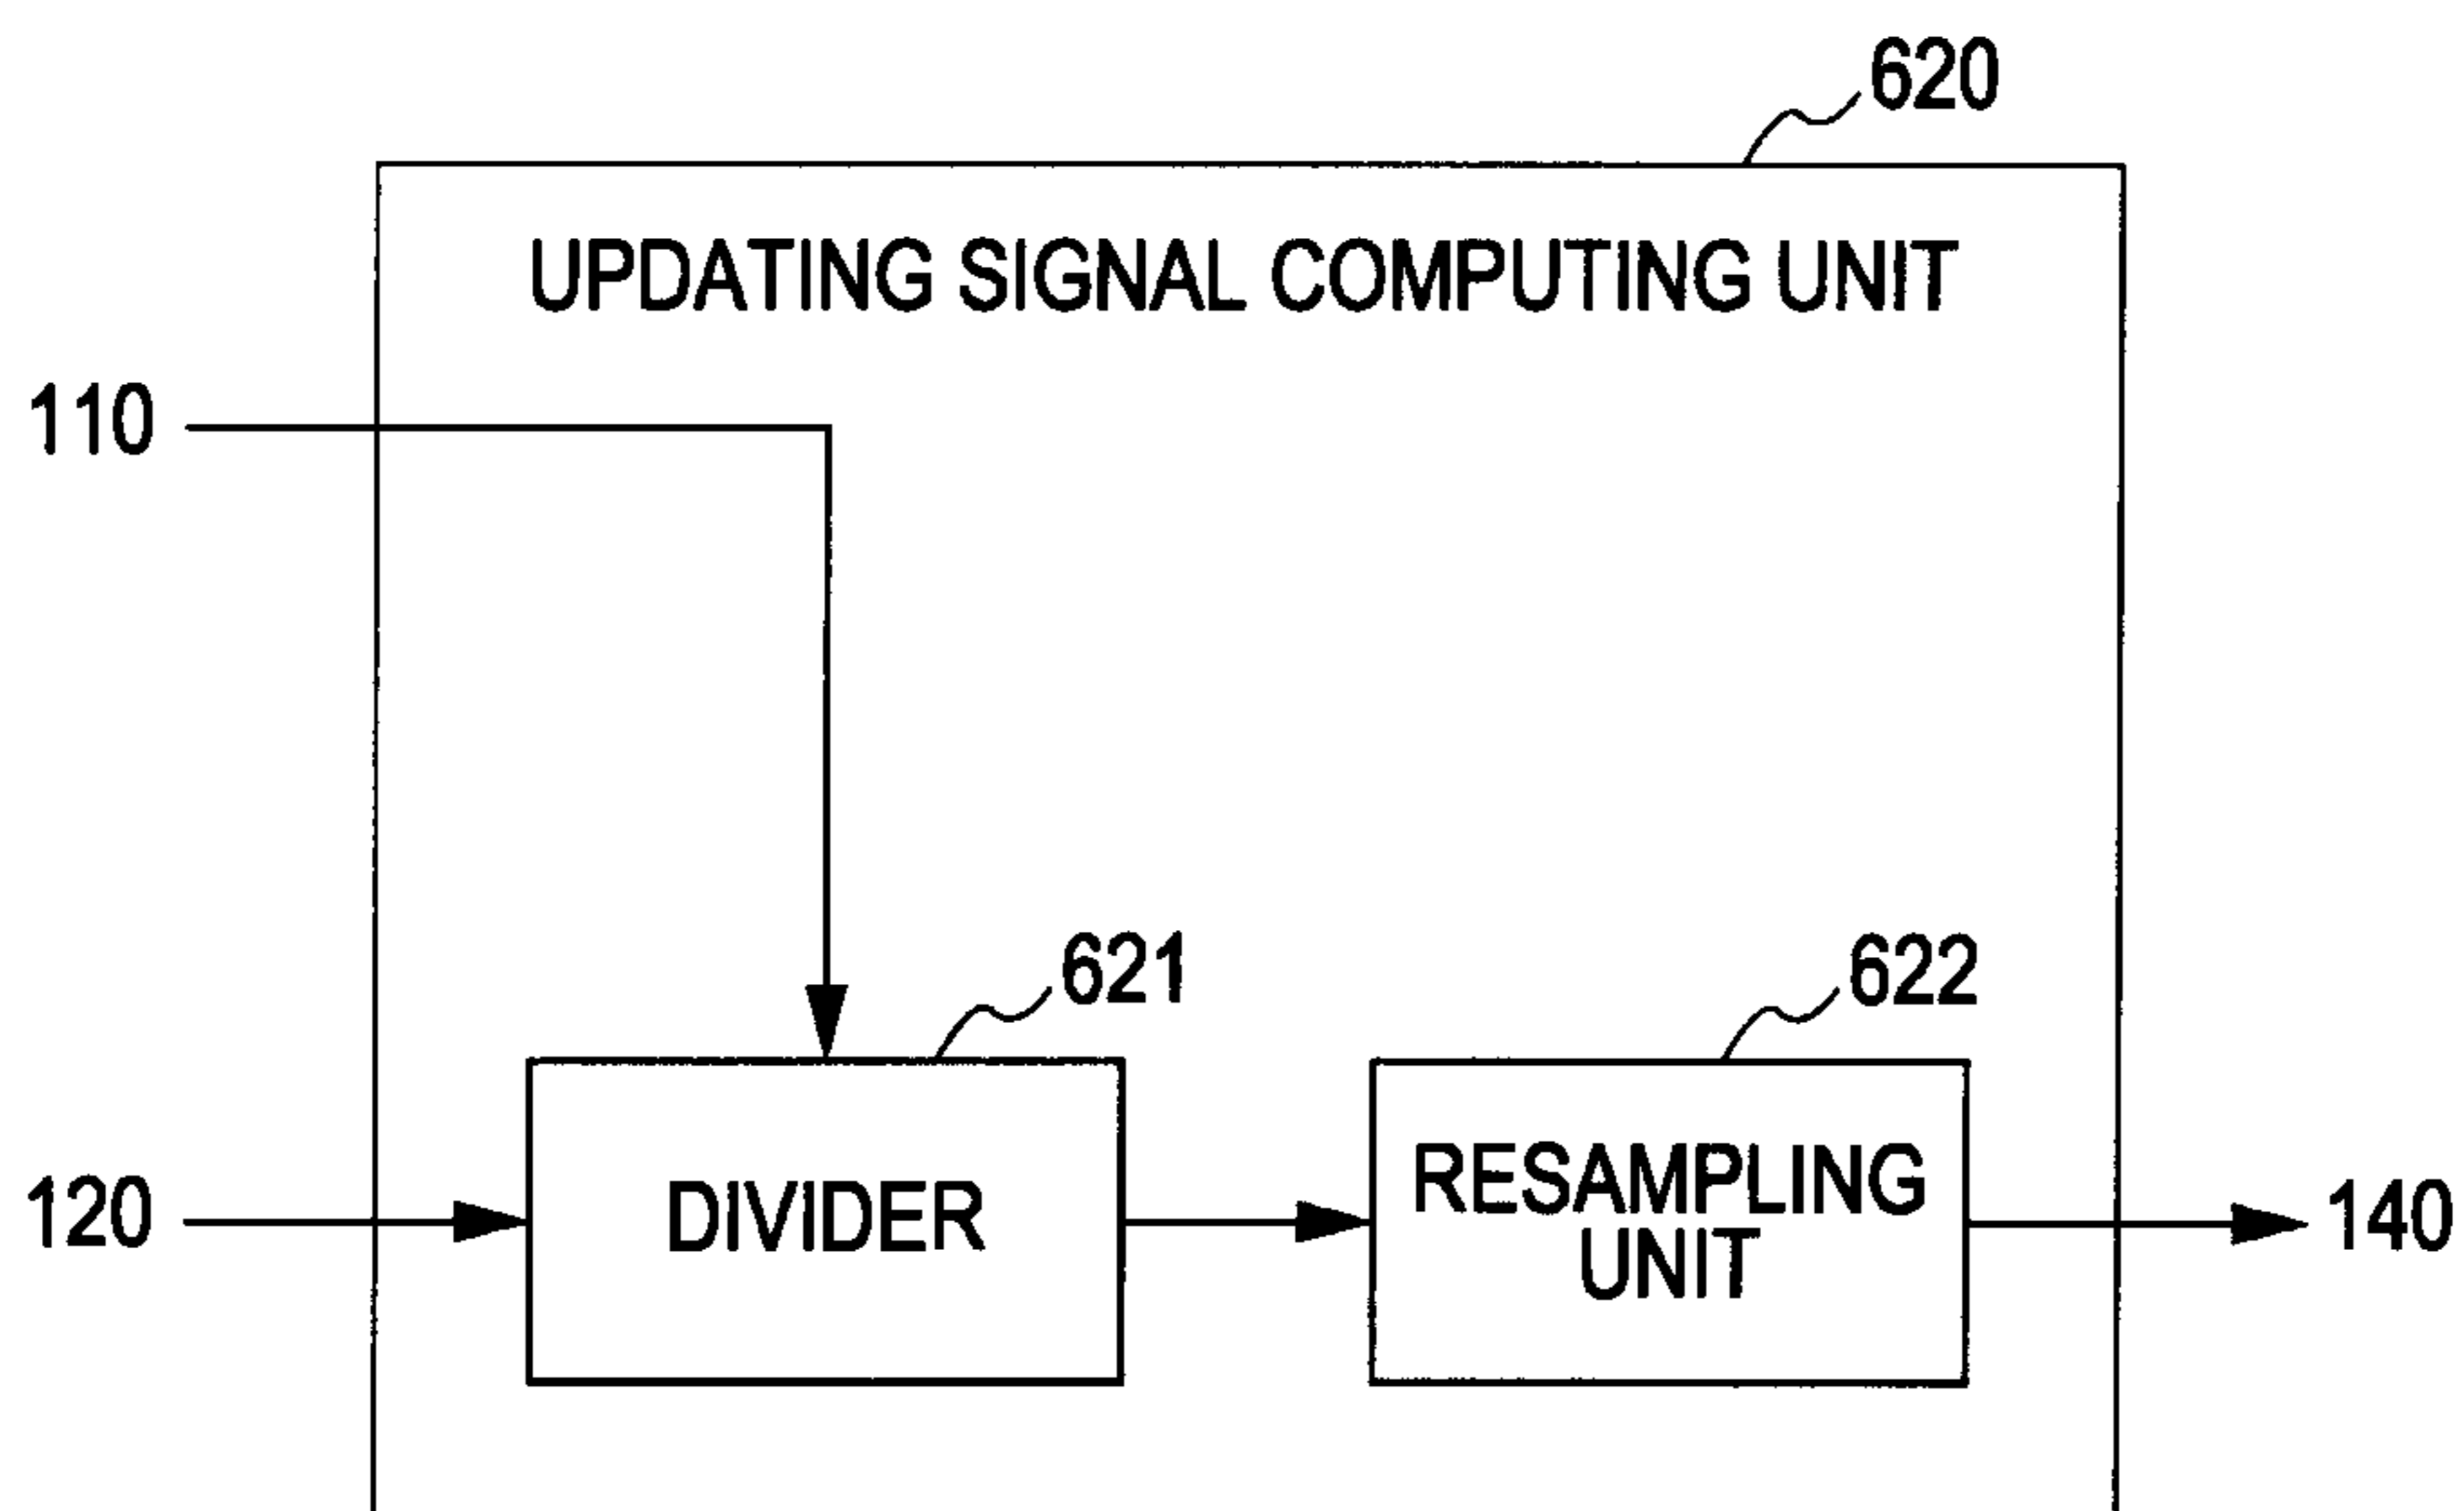 620
UPDATING SIGNAL COMPUTING UNIT
110
621
622
120
DIVIDER
RESAMPLING
UNIT
140